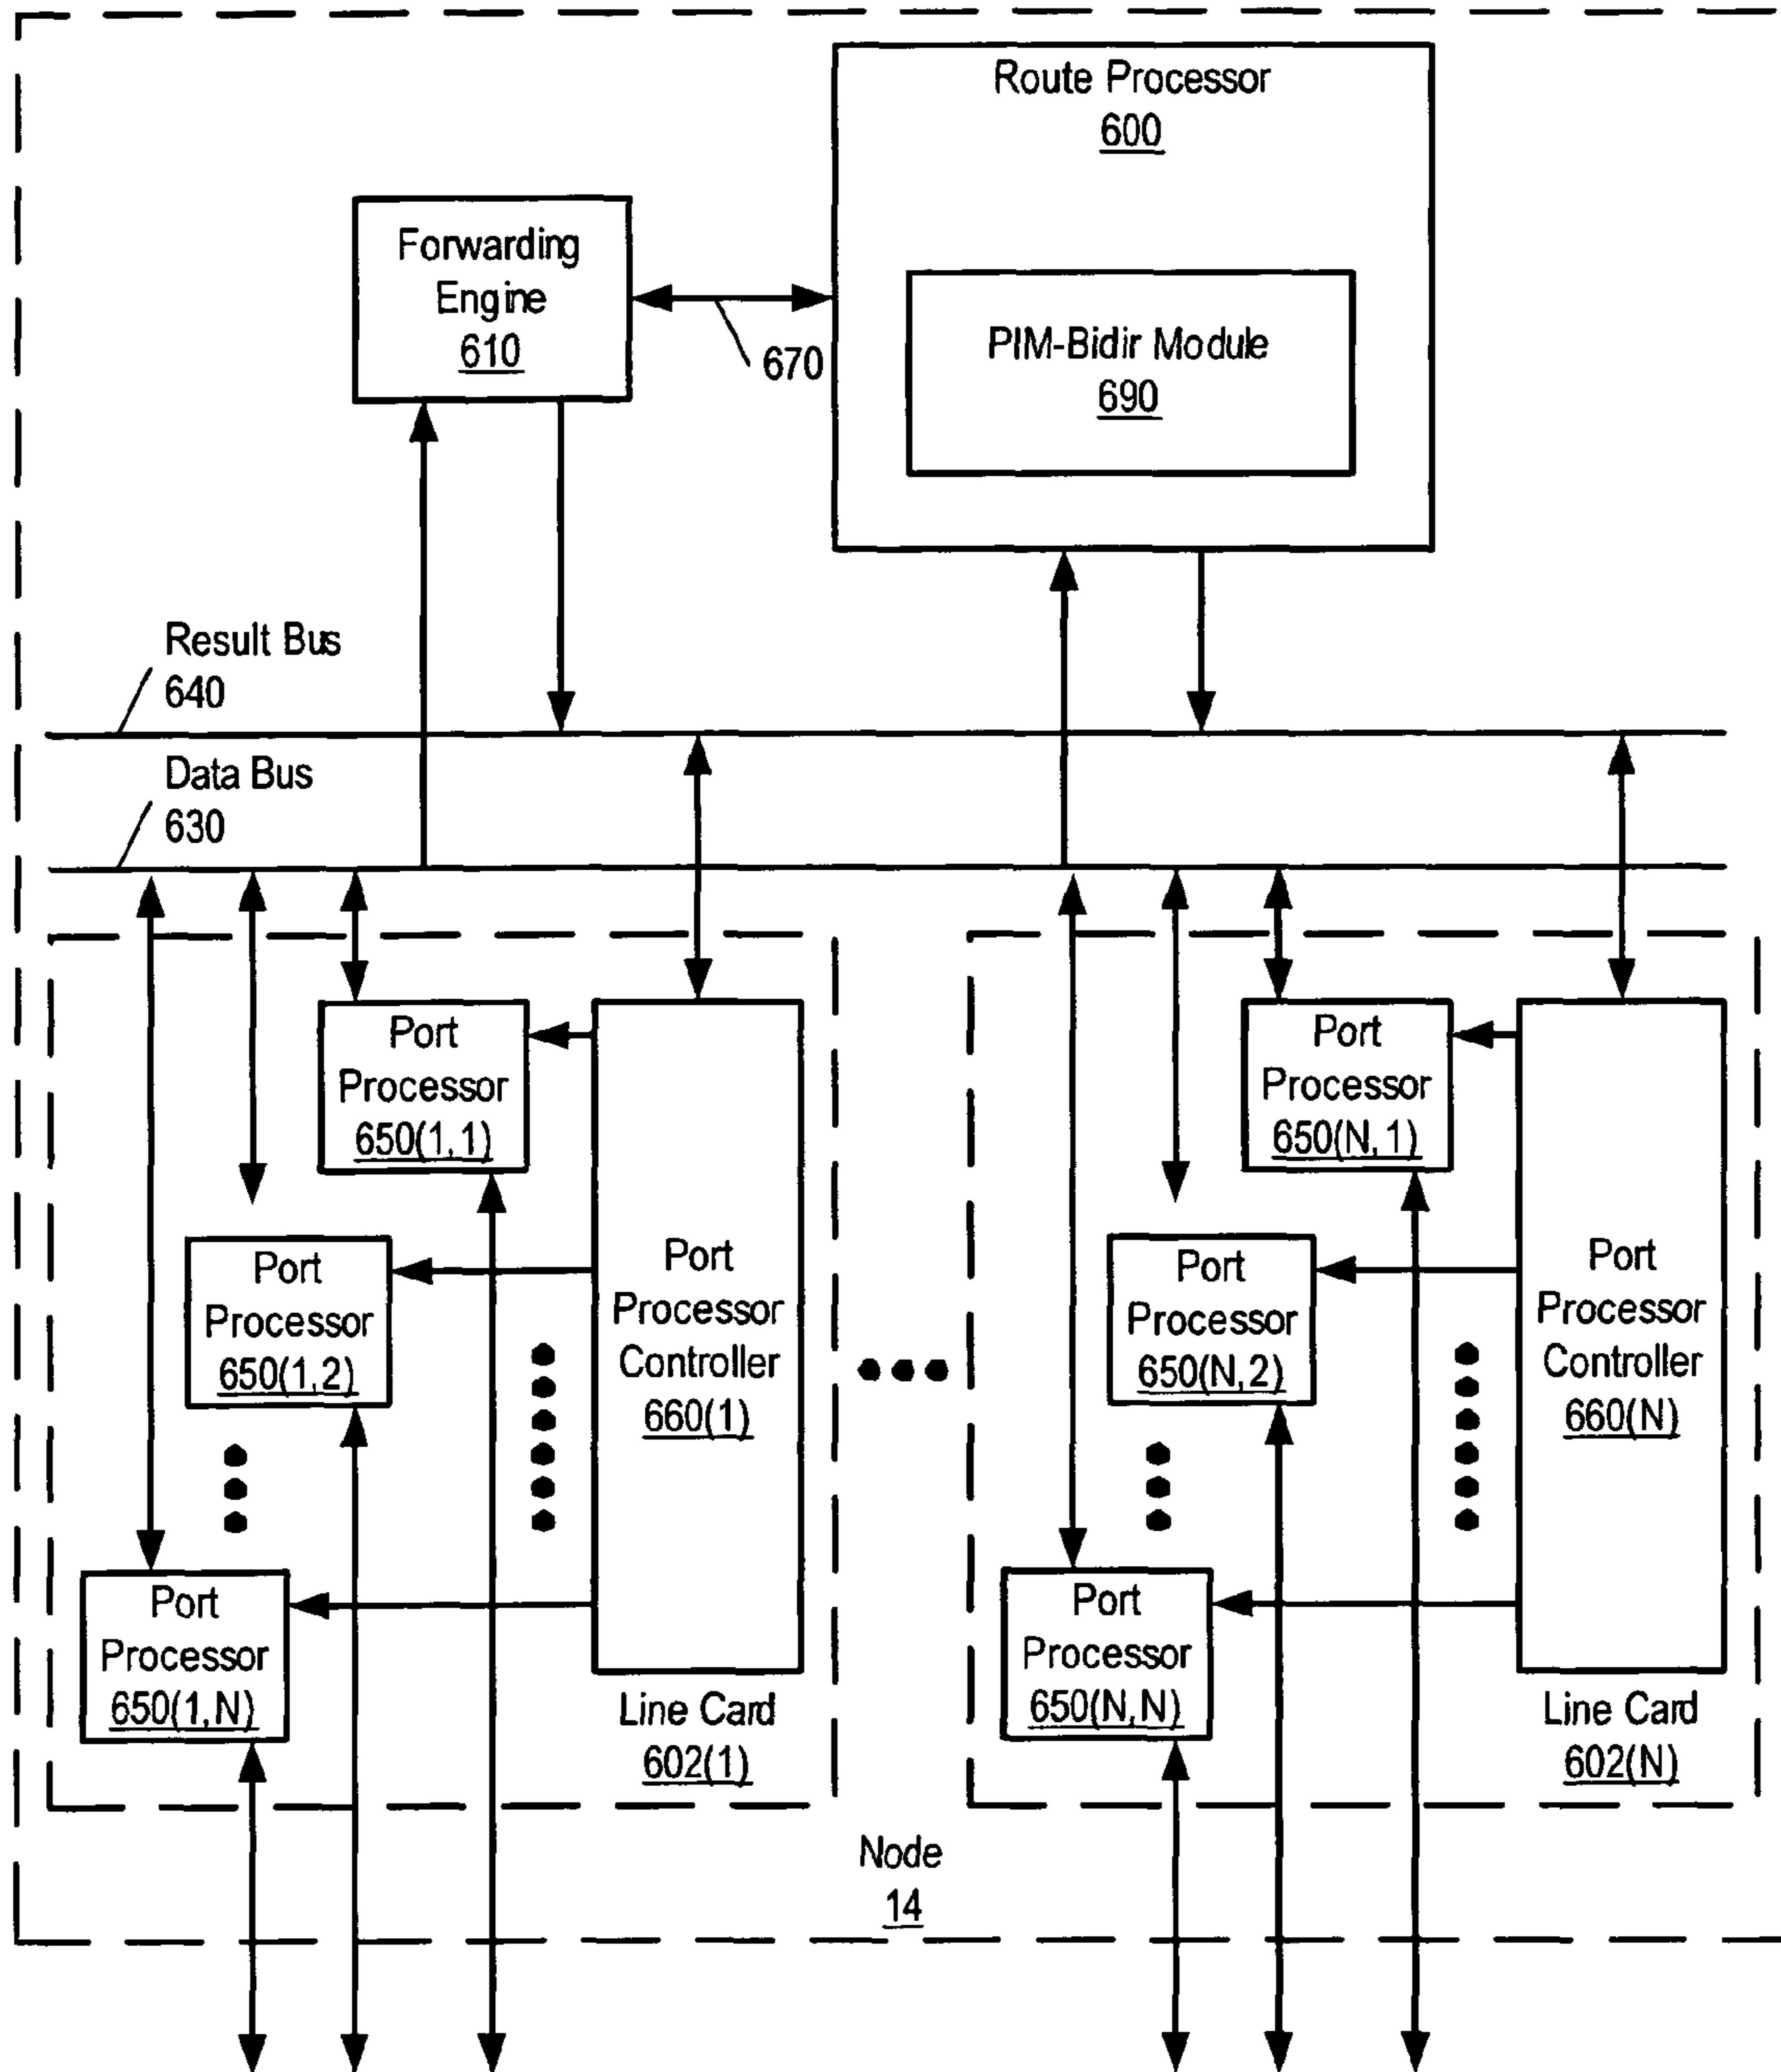 Route Processor
600
Forwarding
Engine
610
670
PIM-Bidir Module
690
Result Bus
640
Data Bus
630
Port
Processor
650(1,1)
Port
Processor
650(1,2)
Port
Processor
650(1,N)
Port
Processor
Controller
660(1)
Line Card
602(1)
Port
Processor
650(N,1)
Port
Processor
650(N,2)
Port
Processor
650(N,N)
Port
Processor
Controller
660(N)
Line Card
602(N)
Node
14